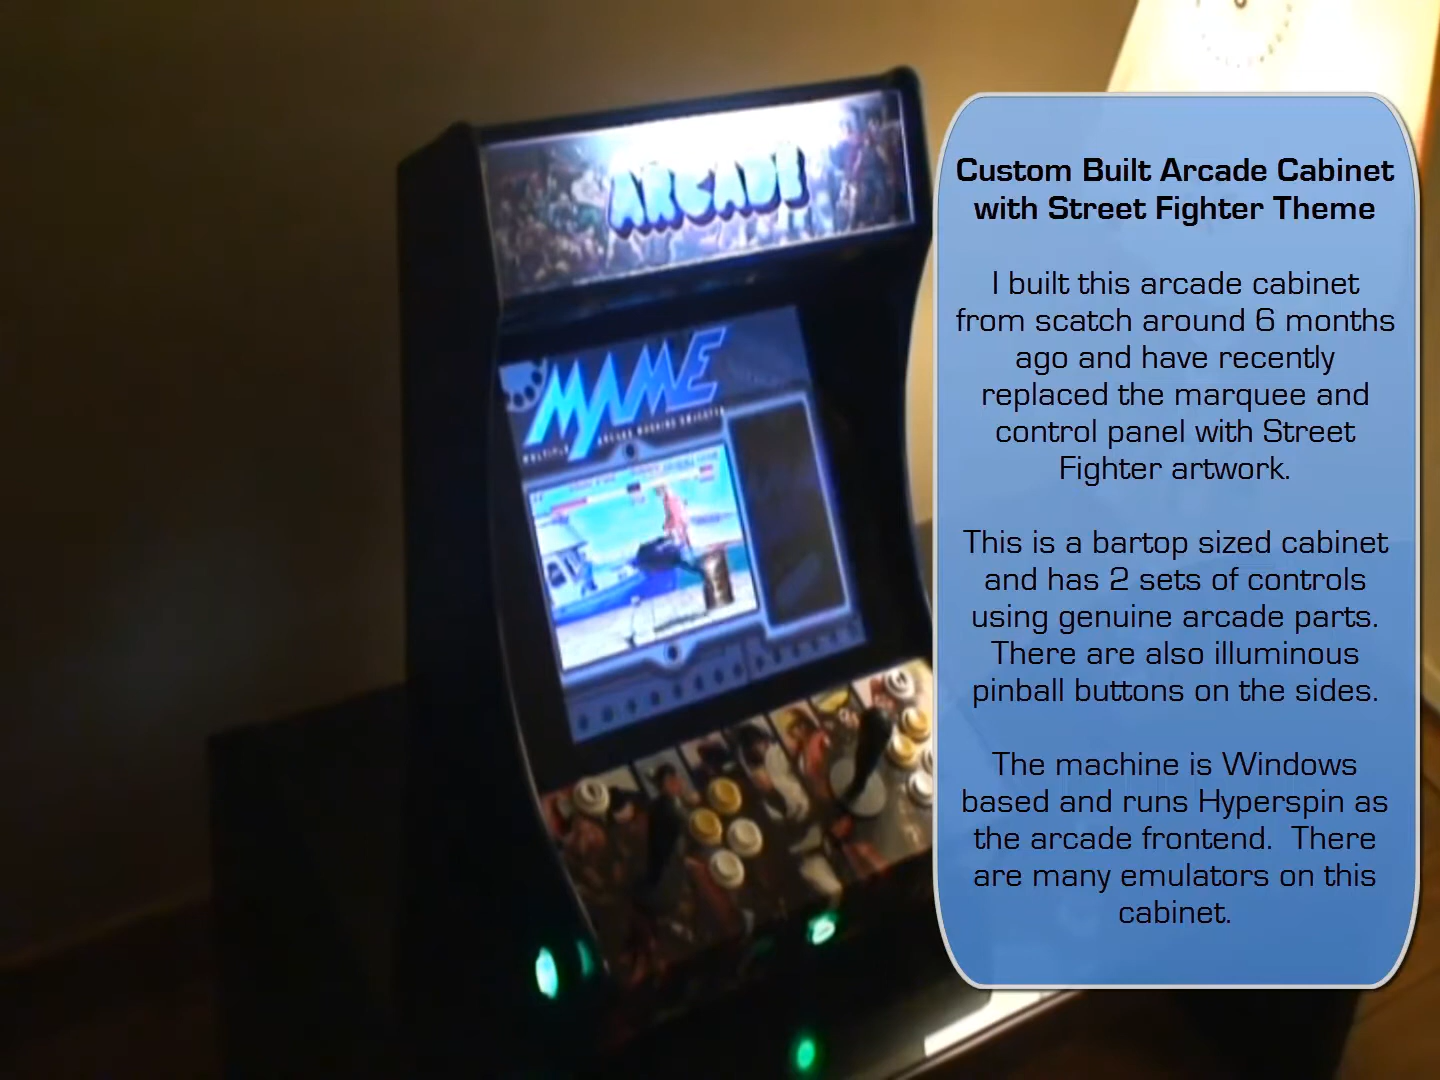 ARCADE
MAME
MULTIPLE ARCADE MACHINE EMULATOR
Custom Built Arcade Cabinet
with Street Fighter Theme
I built this arcade cabinet
from scatch around 6 months
ago and have recently
replaced the marquee and
control panel with Street
Fighter artwork.
This is a bartop sized cabinet
and has 2 sets of controls
using genuine arcade parts.
There are also illuminous
pinball buttons on the sides.
The machine is Windows
based and runs Hyperspin as
the arcade frontend.  There
are many emulators on this
cabinet.